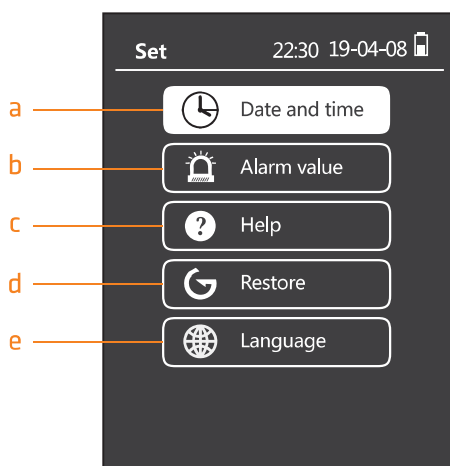 Set 22:30 19-04-08
a Date and time
b Alarm value
c ? Help
d Restore
e Language